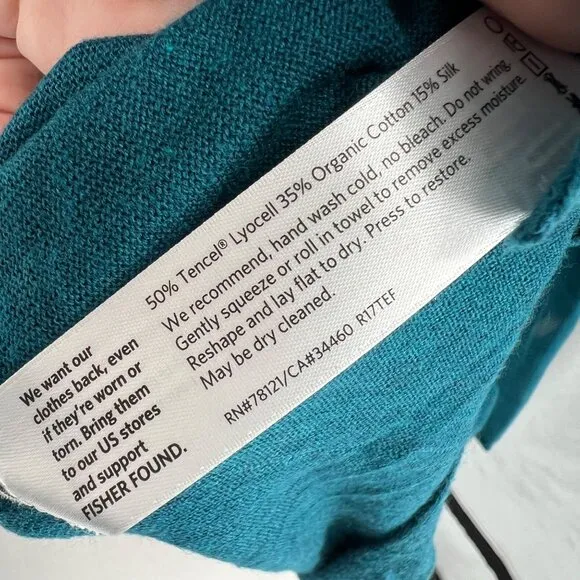 50% Tencel® Lyocell 35% Organic Cotton 15% Silk
We recommend, hand wash cold, no bleach. Do not wring.
Gently squeeze or roll in towel to remove excess moisture.
Reshape and lay flat to dry. Press to restore.
May be dry cleaned.
RN#78121/CA#34460 R17TEF
We want our
clothes back, even
if they're worn or
torn. Bring them
to our US stores
and support
FISHER FOUND.